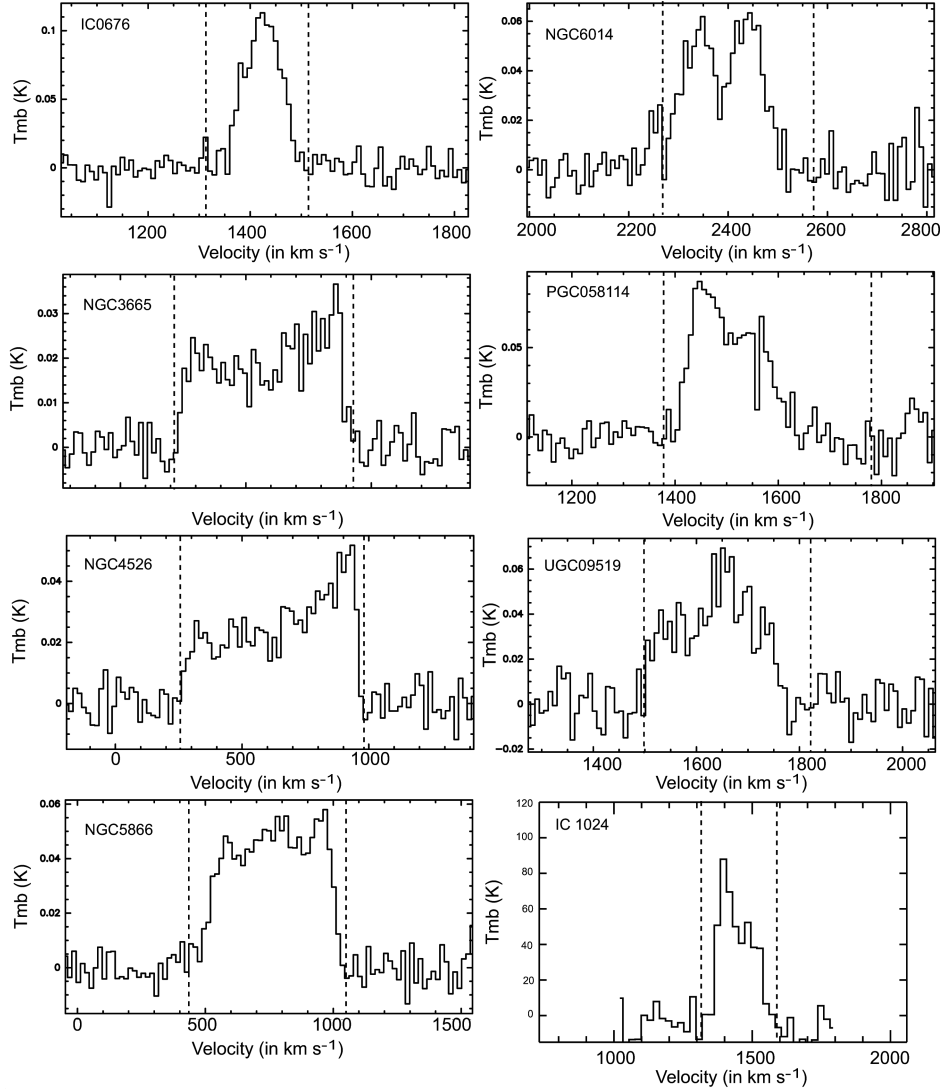 IC0676
0.1
0.05
0
Tmb (K)
1200 1400 1600 1800
Velocity (in km s⁻¹)
NGC6014
0.06
0.04
0.02
0
Tmb (K)
2000 2200 2400 2600 2800
Velocity (in km s⁻¹)
NGC3665
0.03
0.02
0.01
0
Tmb (K)
Velocity (in km s⁻¹)
PGC058114
0.05
0
Tmb (K)
1200 1400 1600 1800
Velocity (in km s⁻¹)
NGC4526
0.04
0.02
0
Tmb (K)
0 500 1000
Velocity (in km s⁻¹)
UGC09519
0.06
0.04
0.02
0
−0.02
Tmb (K)
1400 1600 1800 2000
Velocity (in km s⁻¹)
NGC5866
0.06
0.04
0.02
0
Tmb (K)
0 500 1000 1500
Velocity (in km s⁻¹)
IC 1024
120
100
80
60
40
20
0
Tmb (K)
1000 1500 2000
Velocity (in km s⁻¹)